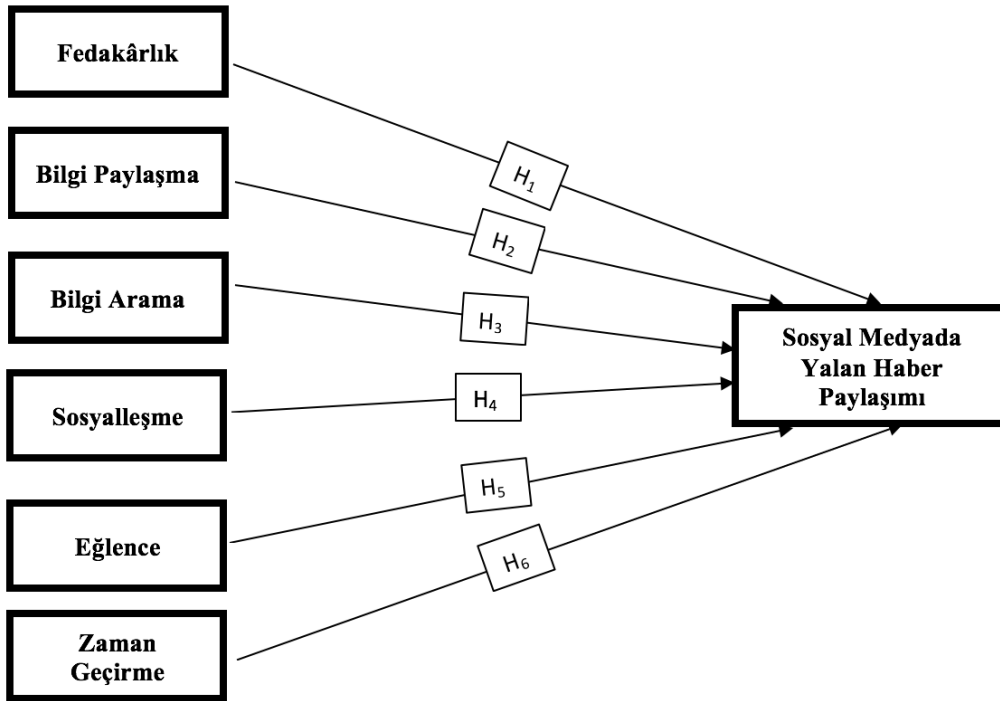 Fedakârlık
Bilgi Paylaşma
Bilgi Arama
Sosyalleşme
Eğlence
Zaman
Geçirme
H1
H2
H3
H4
H5
H6
Sosyal Medyada
Yalan Haber
Paylaşımı